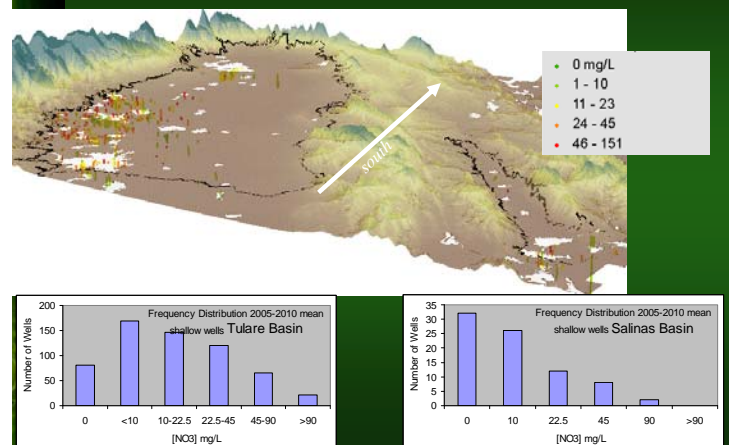 0 mg/L
1 - 10
11 - 23
24 - 45
46 - 151
south
Frequency Distribution 2005-2010 mean
shallow wells Tulare Basin
Number of Wells
200
150
100
50
0
0 <10 10-22.5 22.5-45 45-90 >90
[NO3] mg/L
Frequency Distribution 2005-2010 mean
shallow wells Salinas Basin
Number of Wells
35
30
25
20
15
10
5
0
0 10 22.5 45 90 >90
[NO3] mg/L